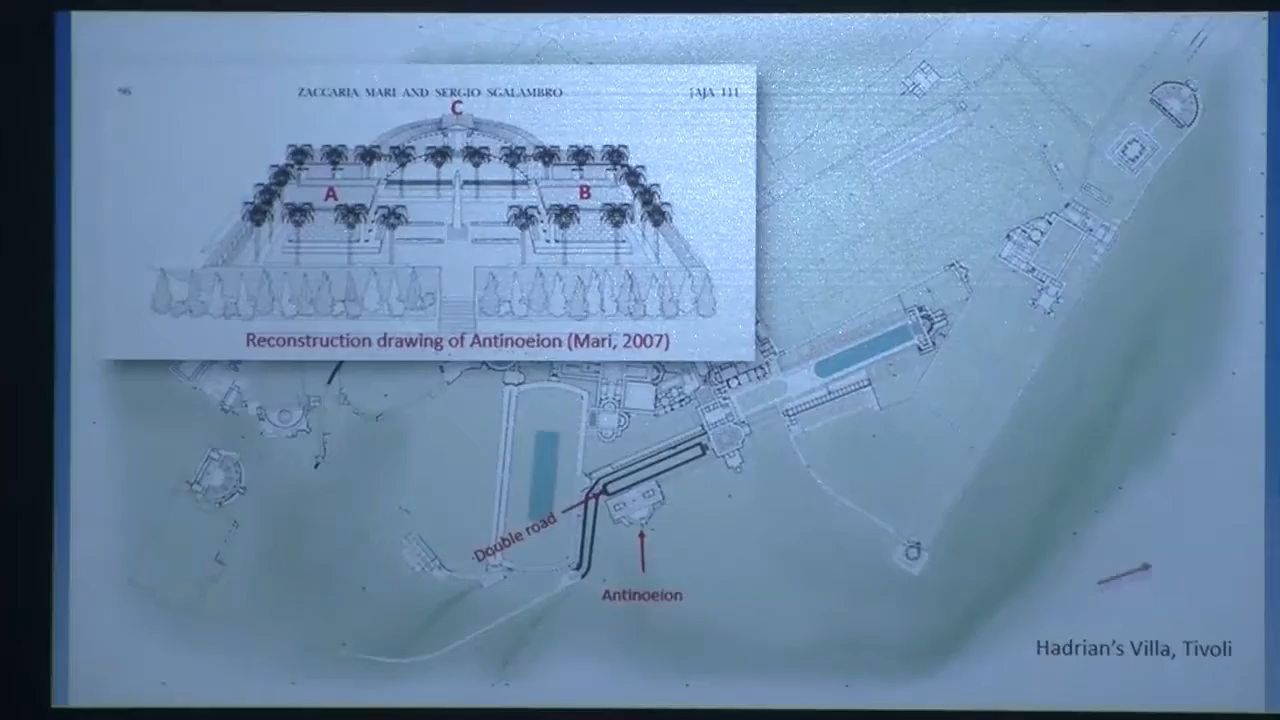 96
ZACCARIA MARI AND SERGIO SGALAMBRO
[AJA 111
C
A
B
Reconstruction drawing of Antinoeion (Mari, 2007)
Double road
Antinoeion
Hadrian's Villa, Tivoli